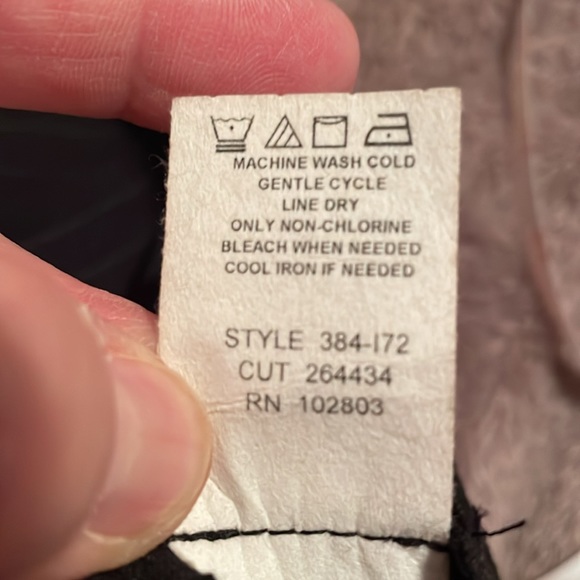 MACHINE WASH COLD
GENTLE CYCLE
LINE DRY
ONLY NON-CHLORINE
BLEACH WHEN NEEDED
COOL IRON IF NEEDED
STYLE 384-I72
CUT 264434
RN 102803